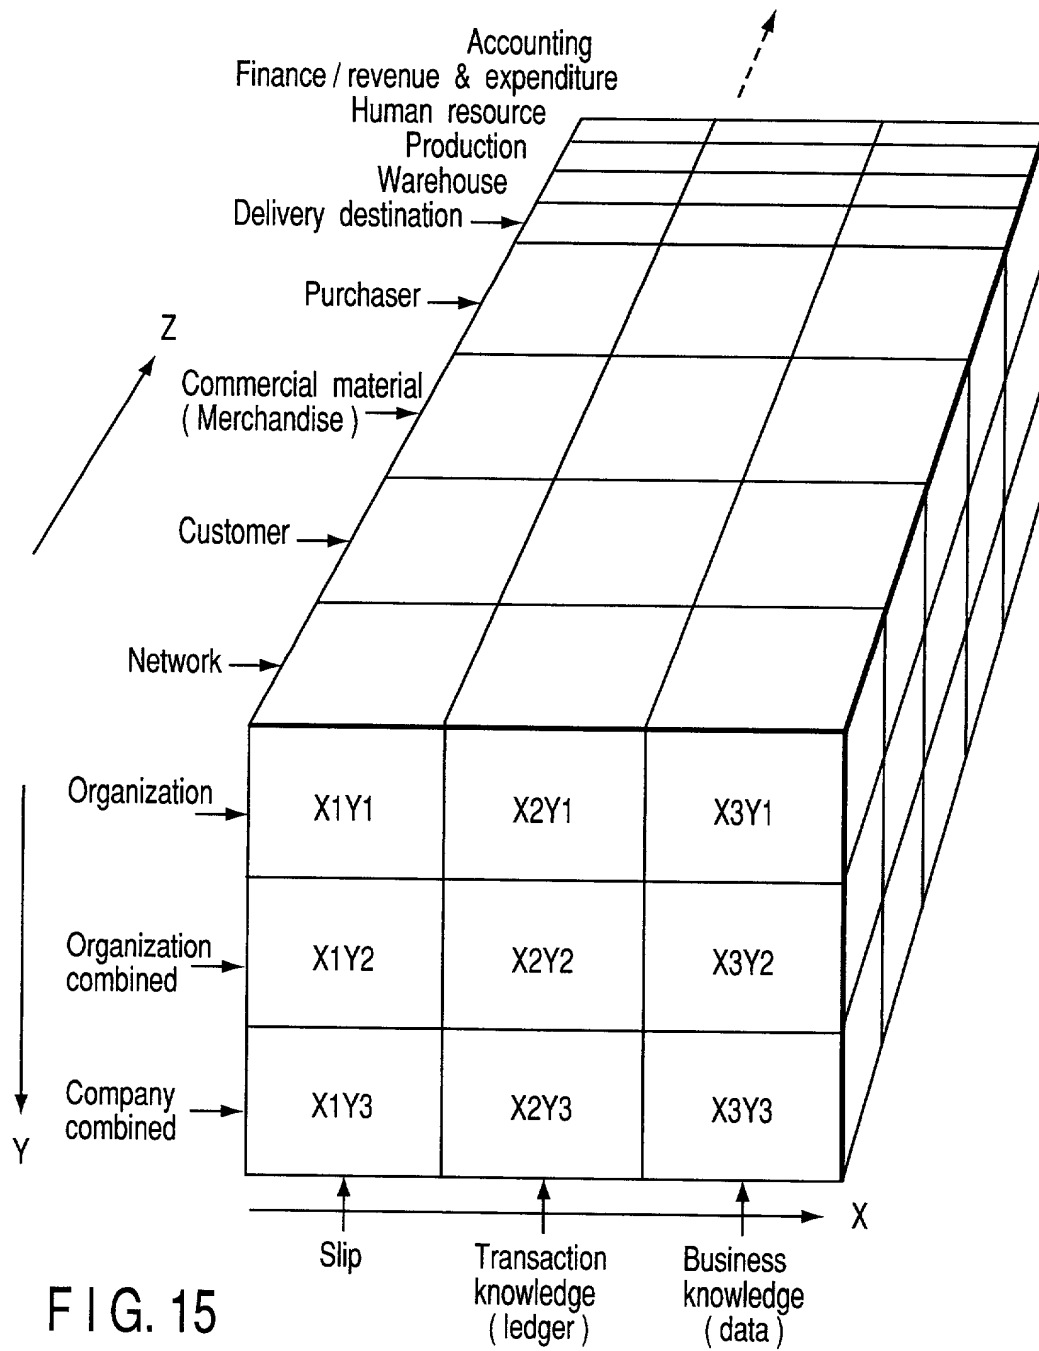 Accounting
Finance / revenue & expenditure
Human resource
Production
Warehouse
Delivery destination
Purchaser
Z
Commercial material
( Merchandise )
Customer
Network
Organization
X1Y1 X2Y1 X3Y1
Organization
combined
X1Y2 X2Y2 X3Y2
Company
combined
X1Y3 X2Y3 X3Y3
Y
X
Slip
Transaction
knowledge
( ledger )
Business
knowledge
( data )
FIG. 15